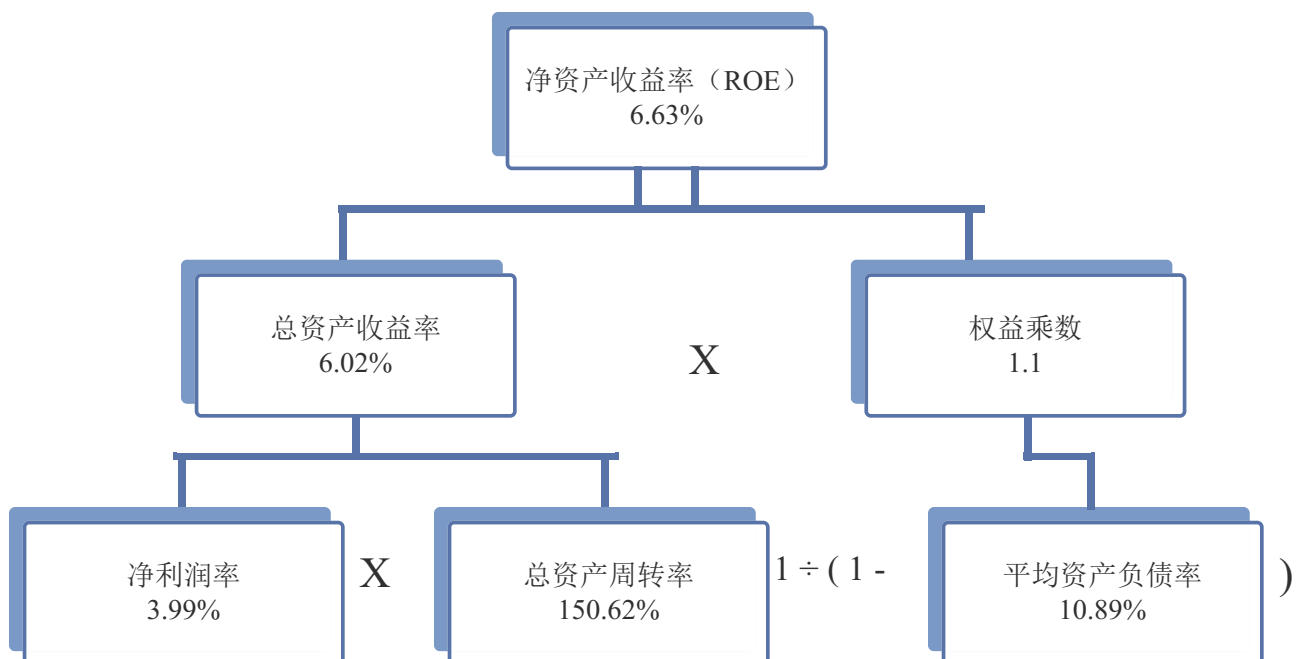 净资产收益率（ROE）
6.63%
总资产收益率
6.02%
X
权益乘数
1.1
净利润率
3.99%
X
总资产周转率
150.62%
1 ÷ ( 1 -
平均资产负债率
10.89%
)